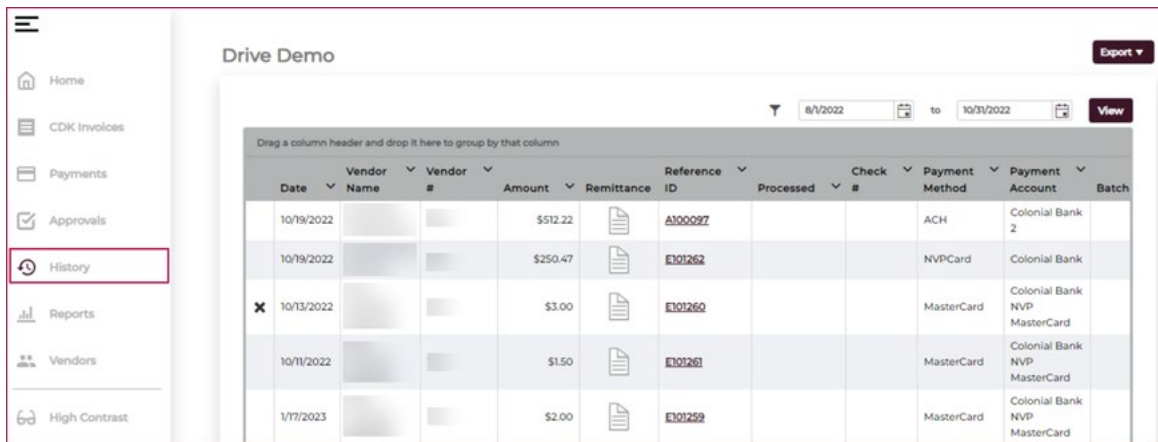 Drive Demo
Export ▼
Home
CDK Invoices
Payments
Approvals
History
Reports
Vendors
High Contrast
8/1/2022 to 10/31/2022 View
Drag a column header and drop it here to group by that column
Date Vendor Name Vendor # Amount Remittance Reference ID Processed Check # Payment Method Payment Account Batch
10/19/2022 $512.22 A100097 ACH Colonial Bank 2
10/19/2022 $250.47 E101262 NVPCard Colonial Bank
10/13/2022 $3.00 E101260 MasterCard Colonial Bank NVP MasterCard
10/11/2022 $1.50 E101261 MasterCard Colonial Bank NVP MasterCard
1/17/2023 $2.00 E101259 MasterCard Colonial Bank NVP MasterCard